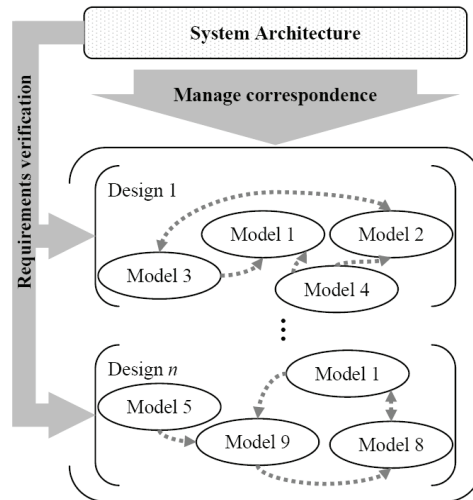 System Architecture
Manage correspondence
Requirements verification
Design 1
Model 1
Model 2
Model 3
Model 4
Design n
Model 1
Model 5
Model 9
Model 8